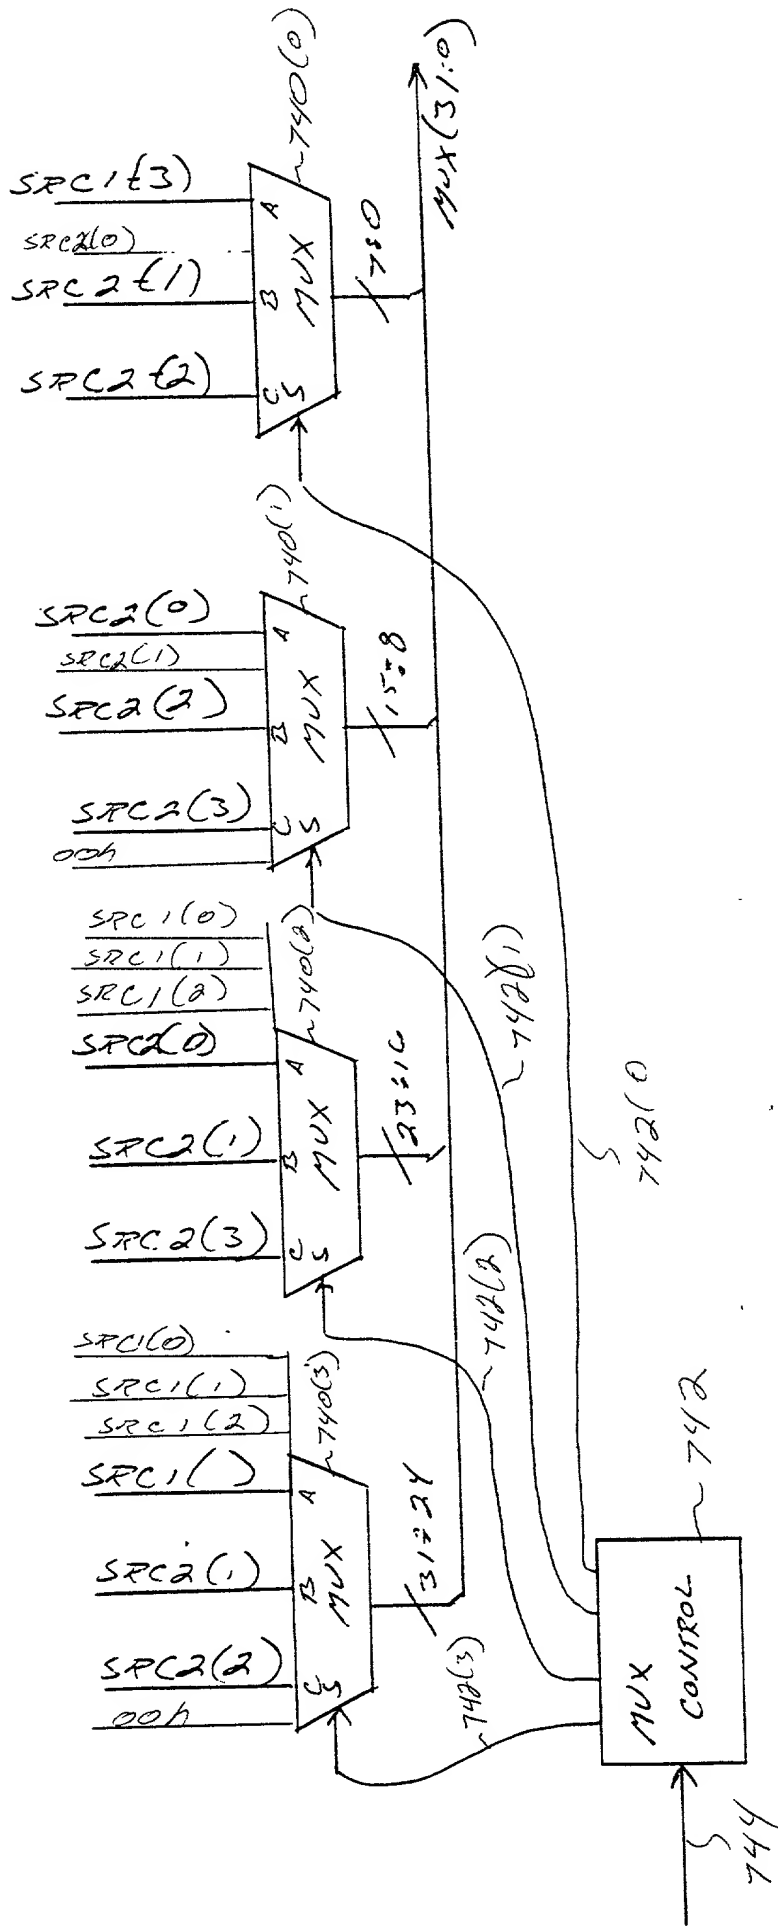 SRC1(3)
SRC2(0)
SRC2(1)
SRC2(2)
A
B
C
S
MUX
740(0)
7:0
MUX(31:0)
SRC2(0)
SRC2(1)
SRC2(2)
SRC2(3)
00h
A
B
C
S
MUX
740(1)
15:8
SRC1(0)
SRC1(1)
SRC1(2)
SRC2(0)
SRC2(1)
SRC2(3)
A
B
C
S
MUX
740(2)
23:16
SRC1(0)
SRC1(1)
SRC1(2)
SRC1( )
SRC2(1)
SRC2(2)
00h
A
B
C
S
MUX
740(3)
31:24
742(3)
742(2)
742(1)
742(0
MUX
CONTROL
742
744